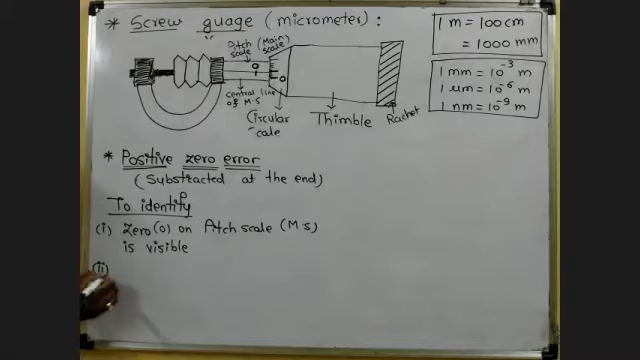 * Screw guage (micrometer) :
Pitch (Main
scale scale)
0
0
central line
of M.S
Circular
scale
Thimble
Rachet
1 m = 100 cm
= 1000 mm
1 mm = 10⁻³ m
1 µm = 10⁻⁶ m
1 nm = 10⁻⁹ m
* Positive zero error
(Substracted at the end)
To identify
(i) Zero(0) on Pitch scale (M S)
is visible
(ii)